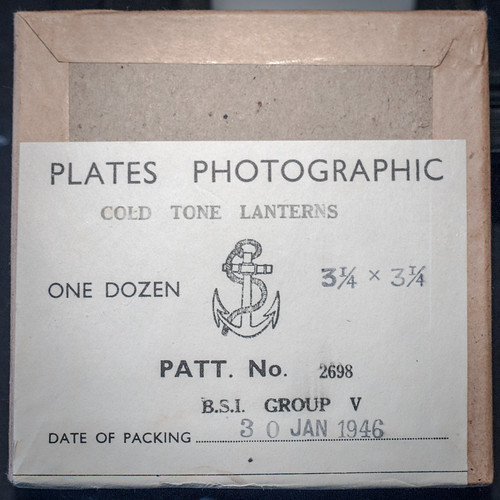 PLATES PHOTOGRAPHIC
COLD TONE LANTERNS
ONE DOZEN 3¼ × 3¼
PATT. No. 2698
B.S.I. GROUP V
DATE OF PACKING 30 JAN 1946